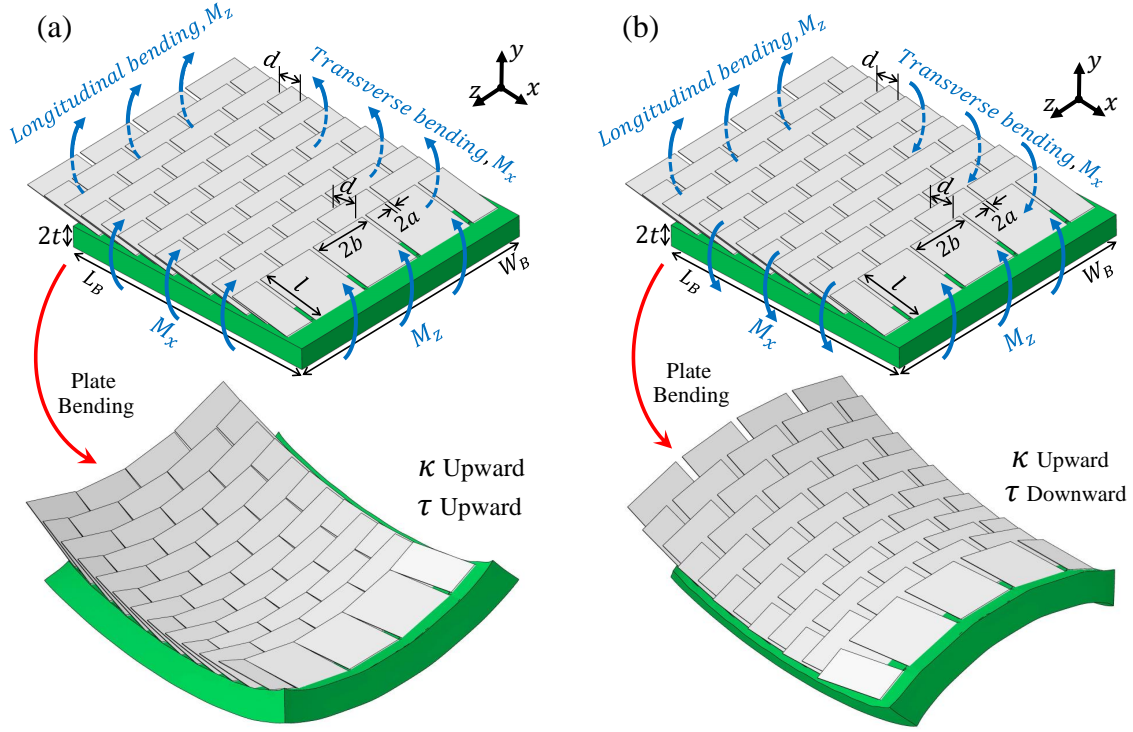 (a)
Longitudinal bending, M_z
d
Transverse bending, M_x
y
z
x
d
2a
2b
2t
l
L_B
W_B
M_x
M_z
Plate
Bending
κ Upward
τ Upward
(b)
Longitudinal bending, M_z
d
Transverse bending, M_x
y
z
x
d
2a
2b
2t
l
L_B
W_B
M_x
M_z
Plate
Bending
κ Upward
τ Downward